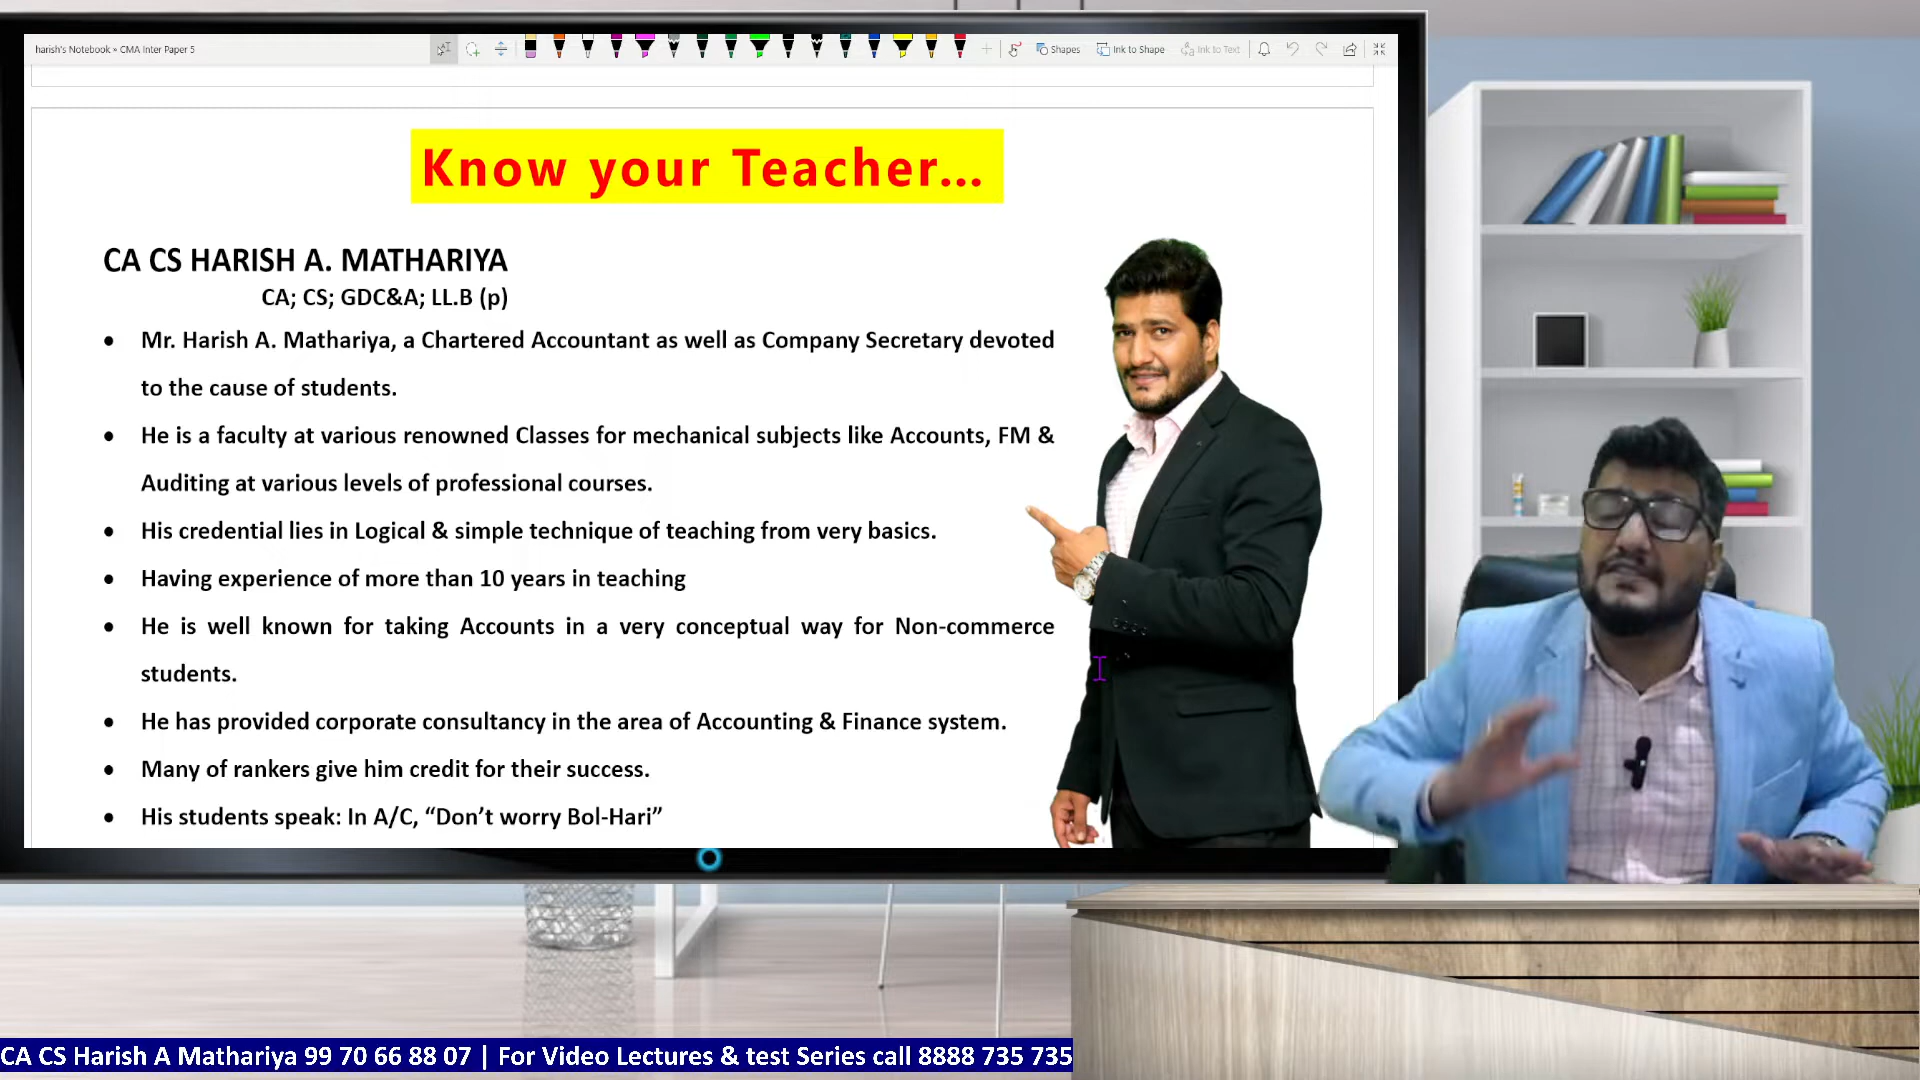 harish's Notebook » CMA Inter Paper 5
Shapes
Ink to Shape
Ink to Text
Know your Teacher...
CA CS HARISH A. MATHARIYA
CA; CS; GDC&A; LL.B (p)
• Mr. Harish A. Mathariya, a Chartered Accountant as well as Company Secretary devoted
to the cause of students.
• He is a faculty at various renowned Classes for mechanical subjects like Accounts, FM &
Auditing at various levels of professional courses.
• His credential lies in Logical & simple technique of teaching from very basics.
• Having experience of more than 10 years in teaching
• He is well known for taking Accounts in a very conceptual way for Non-commerce
students.
• He has provided corporate consultancy in the area of Accounting & Finance system.
• Many of rankers give him credit for their success.
• His students speak: In A/C, “Don’t worry Bol-Hari”
CA CS Harish A Mathariya 99 70 66 88 07 | For Video Lectures & test Series call 8888 735 735